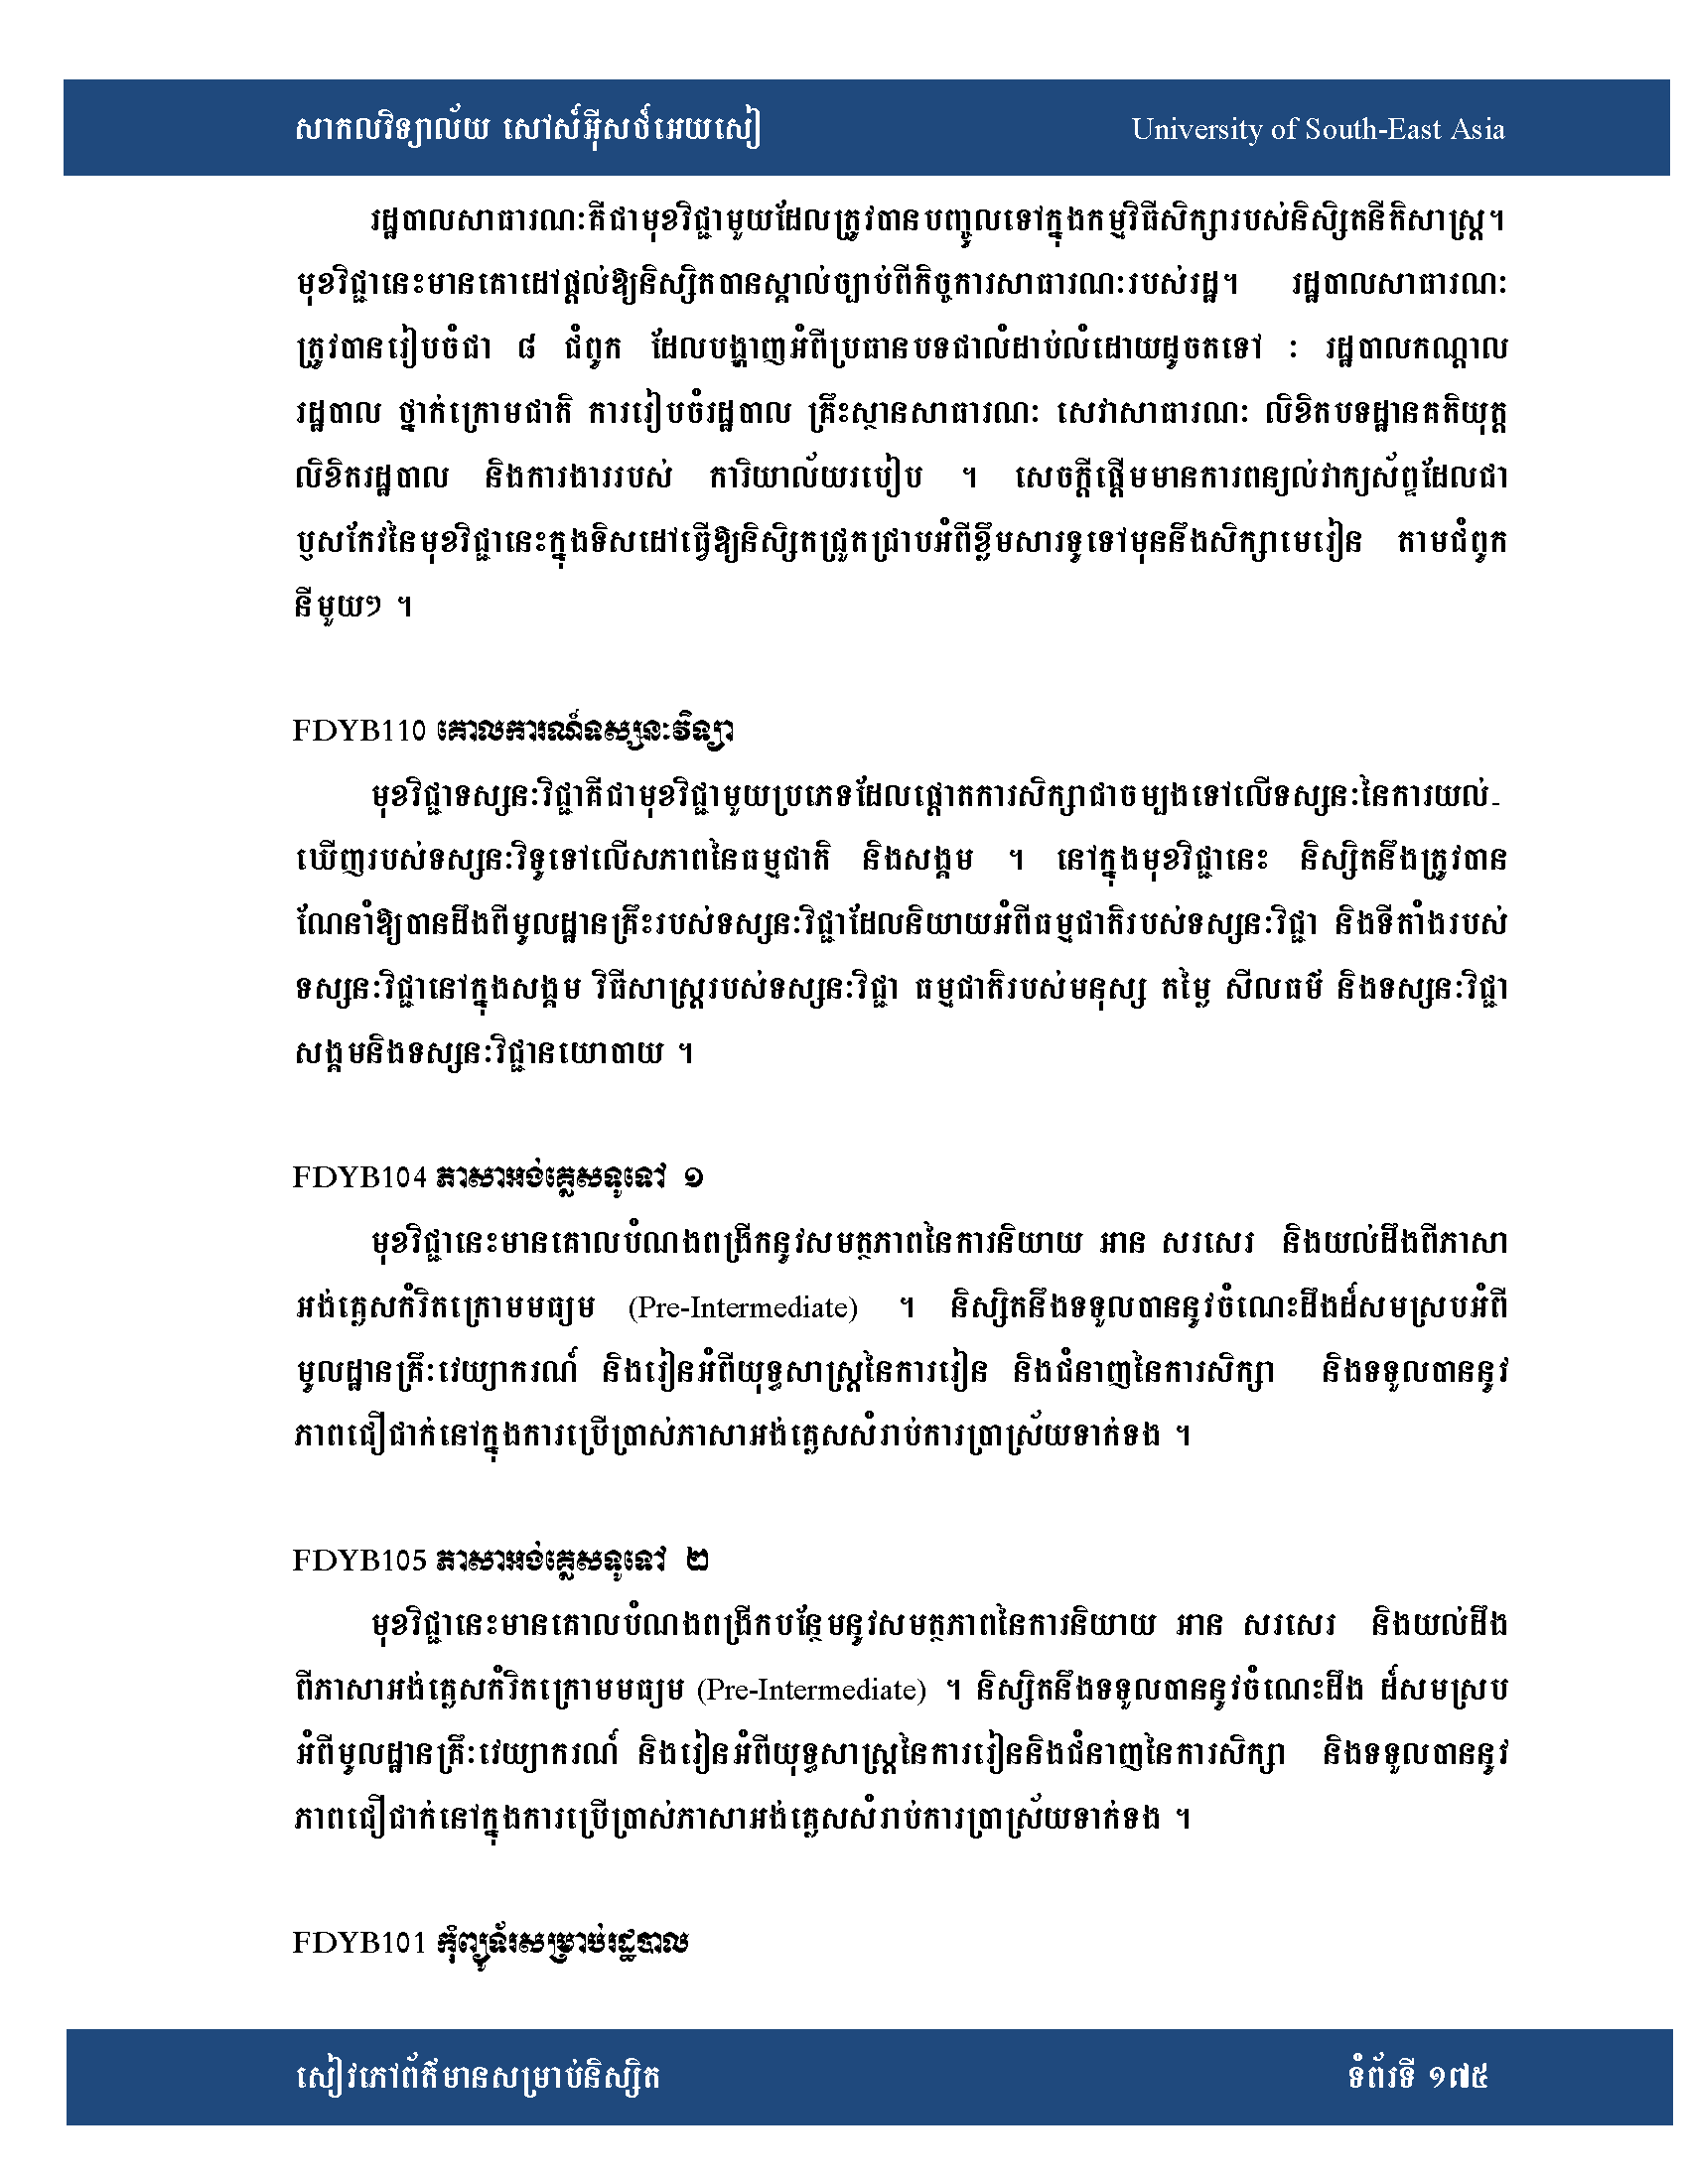 សាកលវិទ្យាល័យ សៅស៍អ៊ីសថ៍អេយសៀ University of South-East Asia
រដ្ឋបាលសាធារណៈគឺជាមុខវិជ្ជាមួយដែលត្រូវបានបញ្ចូលទៅក្នុងកម្មវិធីសិក្សារបស់និស្សិតនីតិសាស្ត្រ។
មុខវិជ្ជានេះមានគោដៅផ្តល់ឱ្យនិស្សិតបានស្គាល់ច្បាប់ពីកិច្ចការសាធារណៈរបស់រដ្ឋ។ រដ្ឋបាលសាធារណៈ
ត្រូវបានរៀបចំជា ៨ ជំពូក ដែលបង្ហាញអំពីប្រធានបទជាលំដាប់លំដោយដូចតទៅ : រដ្ឋបាលកណ្តាល
រដ្ឋបាល ថ្នាក់ក្រោមជាតិ ការរៀបចំរដ្ឋបាល គ្រឹះស្ថានសាធារណៈ សេវាសាធារណៈ លិខិតបទដ្ឋានគតិយុត្ត
លិខិតរដ្ឋបាល និងការងាររបស់ ការិយាល័យរបៀប ។ សេចក្តីផ្តើមមានការពន្យល់វាក្យស័ព្ទដែលជា
ឫសកែវនៃមុខវិជ្ជានេះក្នុងទិសដៅធ្វើឱ្យនិស្សិតជ្រួតជ្រាបអំពីខ្លឹមសារទូទៅមុននឹងសិក្សាមេរៀន តាមជំពូក
នីមួយៗ ។
FDYB110 គោលការណ៍ទស្សនៈវិទ្យា
មុខវិជ្ជាទស្សនៈវិជ្ជាគឺជាមុខវិជ្ជាមួយប្រភេទដែលផ្តោតការសិក្សាជាចម្បងទៅលើទស្សនៈនៃការយល់-
ឃើញរបស់ទស្សនៈវិទូទៅលើសភាពនៃធម្មជាតិ និងសង្គម ។ នៅក្នុងមុខវិជ្ជានេះ និស្សិតនឹងត្រូវបាន
ណែនាំឱ្យបានដឹងពីមូលដ្ឋានគ្រឹះរបស់ទស្សនៈវិជ្ជាដែលនិយាយអំពីធម្មជាតិរបស់ទស្សនៈវិជ្ជា និងទីតាំងរបស់
ទស្សនៈវិជ្ជានៅក្នុងសង្គម វិធីសាស្ត្ររបស់ទស្សនៈវិជ្ជា ធម្មជាតិរបស់មនុស្ស តម្លៃ សីលធម៌ និងទស្សនៈវិជ្ជា
សង្គមនិងទស្សនៈវិជ្ជានយោបាយ ។
FDYB104 ភាសាអង់គ្លេសទូទៅ ១
មុខវិជ្ជានេះមានគោលបំណងពង្រីកនូវសមត្ថភាពនៃការនិយាយ អាន សរសេរ និងយល់ដឹងពីភាសា
អង់គ្លេសកំរិតក្រោមមធ្យម (Pre-Intermediate) ។ និស្សិតនឹងទទួលបាននូវចំណេះដឹងដ៏សមស្របអំពី
មូលដ្ឋានគ្រឹៈវេយ្យាករណ៍ និងរៀនអំពីយុទ្ធសាស្ត្រនៃការរៀន និងជំនាញនៃការសិក្សា និងទទួលបាននូវ
ភាពជឿជាក់នៅក្នុងការប្រើប្រាស់ភាសាអង់គ្លេសសំរាប់ការប្រាស្រ័យទាក់ទង ។
FDYB105 ភាសាអង់គ្លេសទូទៅ ២
មុខវិជ្ជានេះមានគោលបំណងពង្រីកបន្ថែមនូវសមត្ថភាពនៃការនិយាយ អាន សរសេរ និងយល់ដឹង
ពីភាសាអង់គ្លេសកំរិតក្រោមមធ្យម (Pre-Intermediate) ។ និស្សិតនឹងទទួលបាននូវចំណេះដឹង ដ៏សមស្រប
អំពីមូលដ្ឋានគ្រឹៈវេយ្យាករណ៍ និងរៀនអំពីយុទ្ធសាស្ត្រនៃការរៀននិងជំនាញនៃការសិក្សា និងទទួលបាននូវ
ភាពជឿជាក់នៅក្នុងការប្រើប្រាស់ភាសាអង់គ្លេសសំរាប់ការប្រាស្រ័យទាក់ទង ។
FDYB101 កុំព្យូទ័រសម្រាប់រដ្ឋបាល
សៀវភៅព័ត៌មានសម្រាប់និស្សិត ទំព័រទី ១៧៥